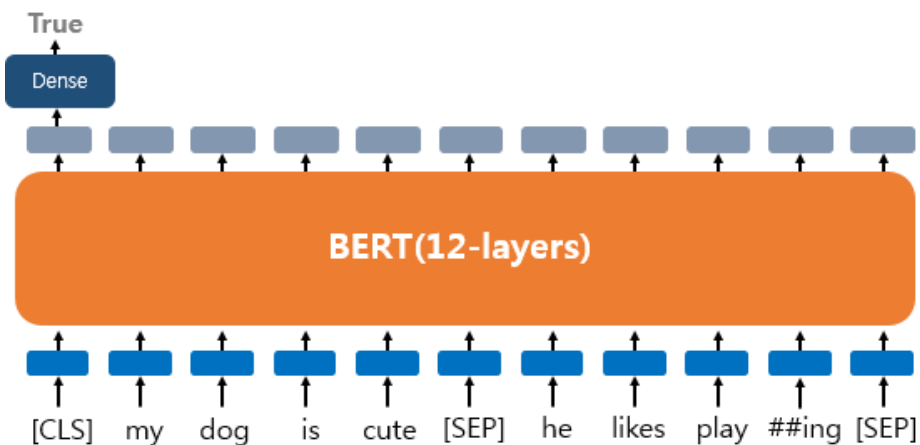 True
Dense
BERT(12-layers)
[CLS] my dog is cute [SEP] he likes play ##ing [SEP]